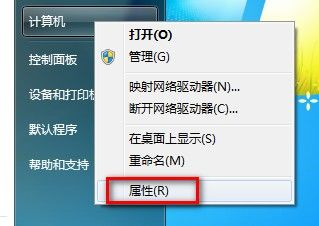 计算机
控制面板
设备和打印机
默认程序
帮助和支持
打开(O)
管理(G)
映射网络驱动器(N)...
断开网络驱动器(C)...
在桌面上显示(S)
重命名(M)
属性(R)